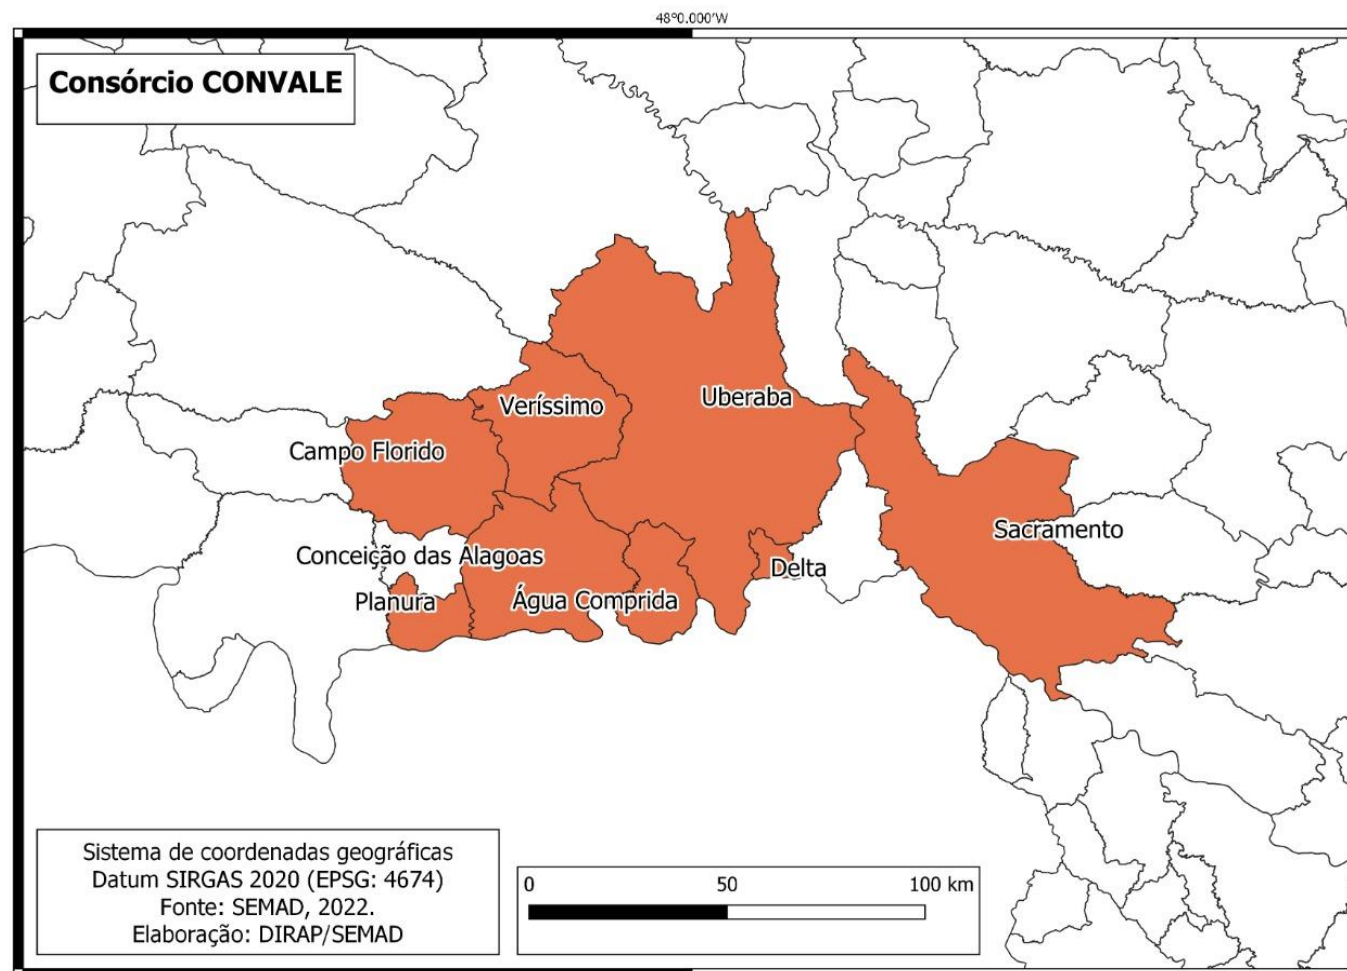 48°0.000'W
Consórcio CONVALE
Uberaba
Veríssimo
Campo Florido
Sacramento
Conceição das Alagoas
Delta
Planura
Água Comprida
Sistema de coordenadas geográficas
Datum SIRGAS 2020 (EPSG: 4674)
Fonte: SEMAD, 2022.
Elaboração: DIRAP/SEMAD
0 50 100 km